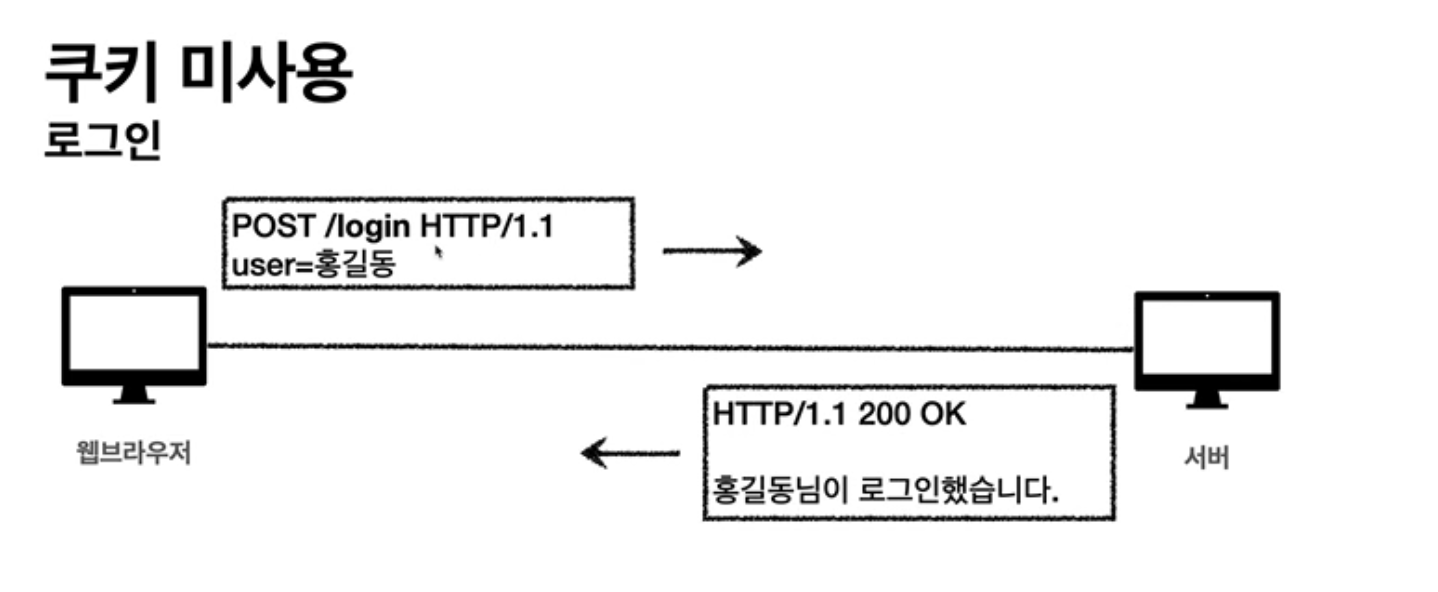 쿠키 미사용
로그인
POST /login HTTP/1.1
user=홍길동
웹브라우저
HTTP/1.1 200 OK
홍길동님이 로그인했습니다.
서버